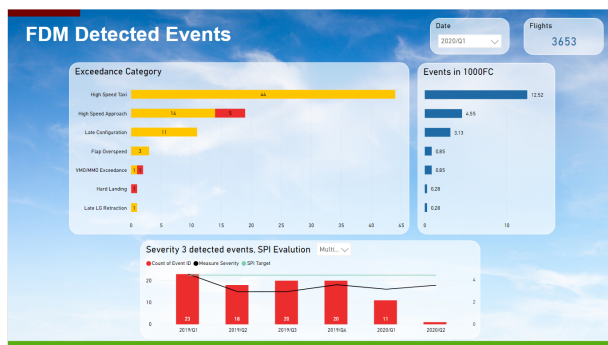 FDM Detected Events
Date
2020/Q1
Flights
3653
Exceedance Category
High Speed Taxi 44
High Speed Approach 14 5
Late Configuration 11
Flap Overspeed 3
VMO/MMO Exceedance 1 1
Hard Landing 1
Late LG Retraction 1
0 5 10 15 20 25 30 35 40 45
Events in 1000FC
12.52
4.55
3.13
0.85
0.85
0.28
0.28
0 10
Severity 3 detected events, SPI Evalution Multi...
Count of Event ID Measure Severity SPI Target
20
10
0
23 18 20 20 11
4
2
0
2019/Q1 2019/Q2 2019/Q3 2019/Q4 2020/Q1 2020/Q2